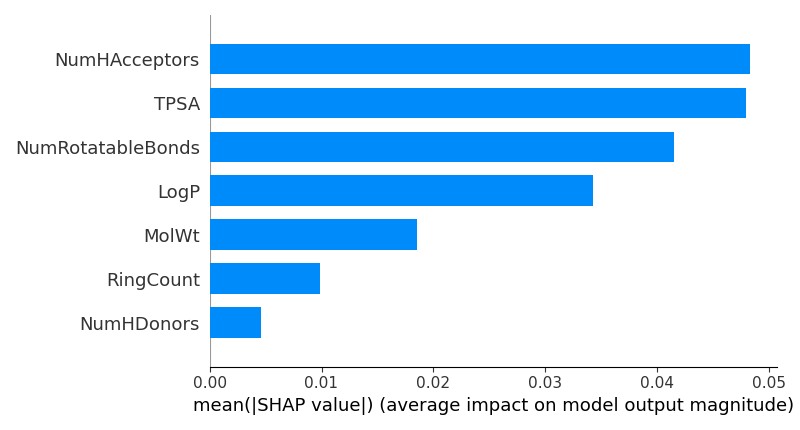 NumHAcceptors
TPSA
NumRotatableBonds
LogP
MolWt
RingCount
NumHDonors
0.00 0.01 0.02 0.03 0.04 0.05
mean(|SHAP value|) (average impact on model output magnitude)